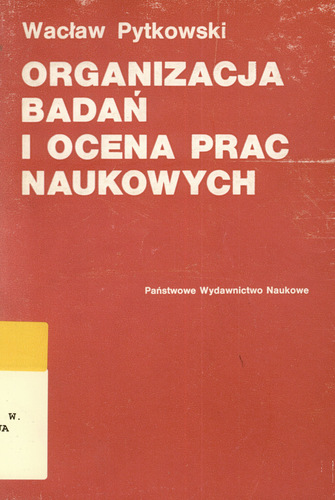 Wacław Pytkowski
ORGANIZACJA
BADAŃ
I OCENA PRAC
NAUKOWYCH
Państwowe Wydawnictwo Naukowe
W.